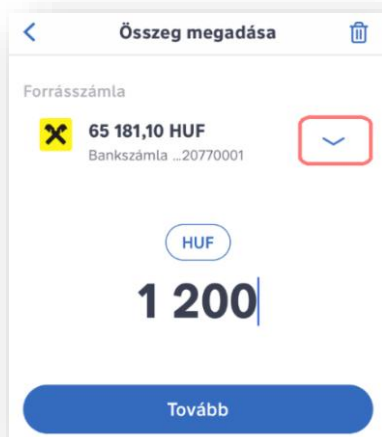 Összeg megadása
Forrásszámla
65 181,10 HUF
Bankszámla ...20770001
HUF
1 200
Tovább